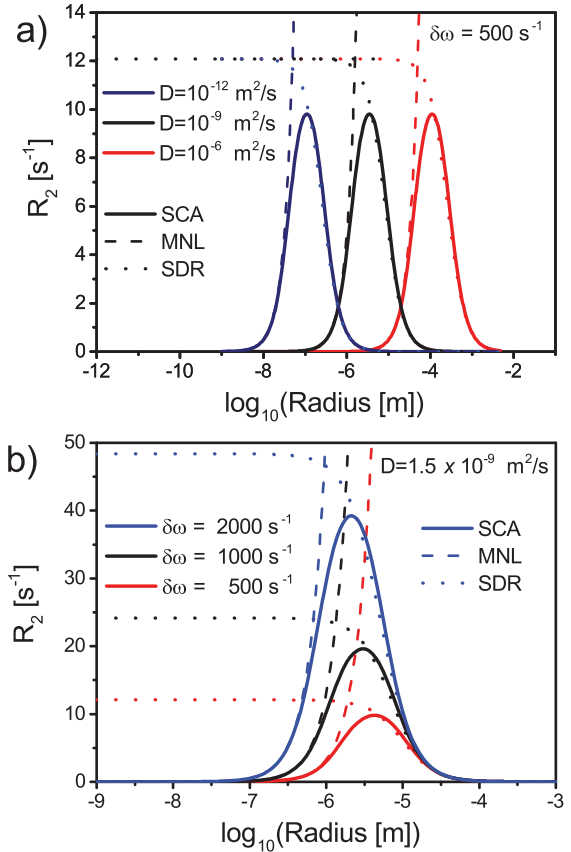 a)
δω = 500 s⁻¹
D=10⁻¹² m²/s
D=10⁻⁹ m²/s
D=10⁻⁶ m²/s
SCA
MNL
SDR
R₂ [s⁻¹]
14
12
10
8
6
4
2
0
-12 -10 -8 -6 -4 -2
log₁₀(Radius [m])
b)
D=1.5 x 10⁻⁹ m²/s
δω = 2000 s⁻¹
δω = 1000 s⁻¹
δω = 500 s⁻¹
SCA
MNL
SDR
R₂ [s⁻¹]
50
40
30
20
10
0
-9 -8 -7 -6 -5 -4 -3
log₁₀(Radius [m])